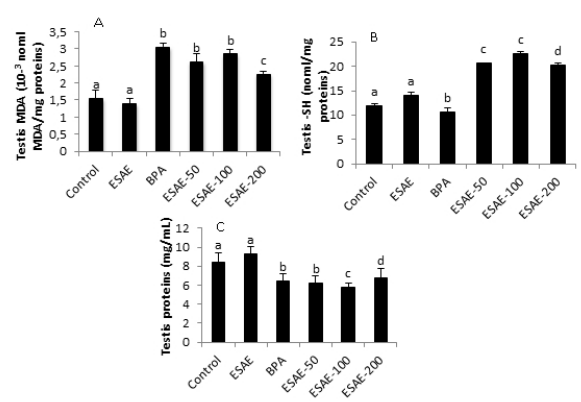 A
Testis MDA (10-3 noml
MDA/mg proteins)
3,5
3
2,5
2
1,5
1
0,5
0
a
a
b
b
b
c
Control
ESAE
BPA
ESAE-50
ESAE-100
ESAE-200
B
Testis -SH (noml/mg
proteins)
25
20
15
10
5
0
a
a
b
c
c
d
Control
ESAE
BPA
ESAE-50
ESAE-100
ESAE-200
C
Testis proteins (mg/mL)
12
10
8
6
4
2
0
a
a
b
b
c
d
Control
ESAE
BPA
ESAE-50
ESAE-100
ESAE-200